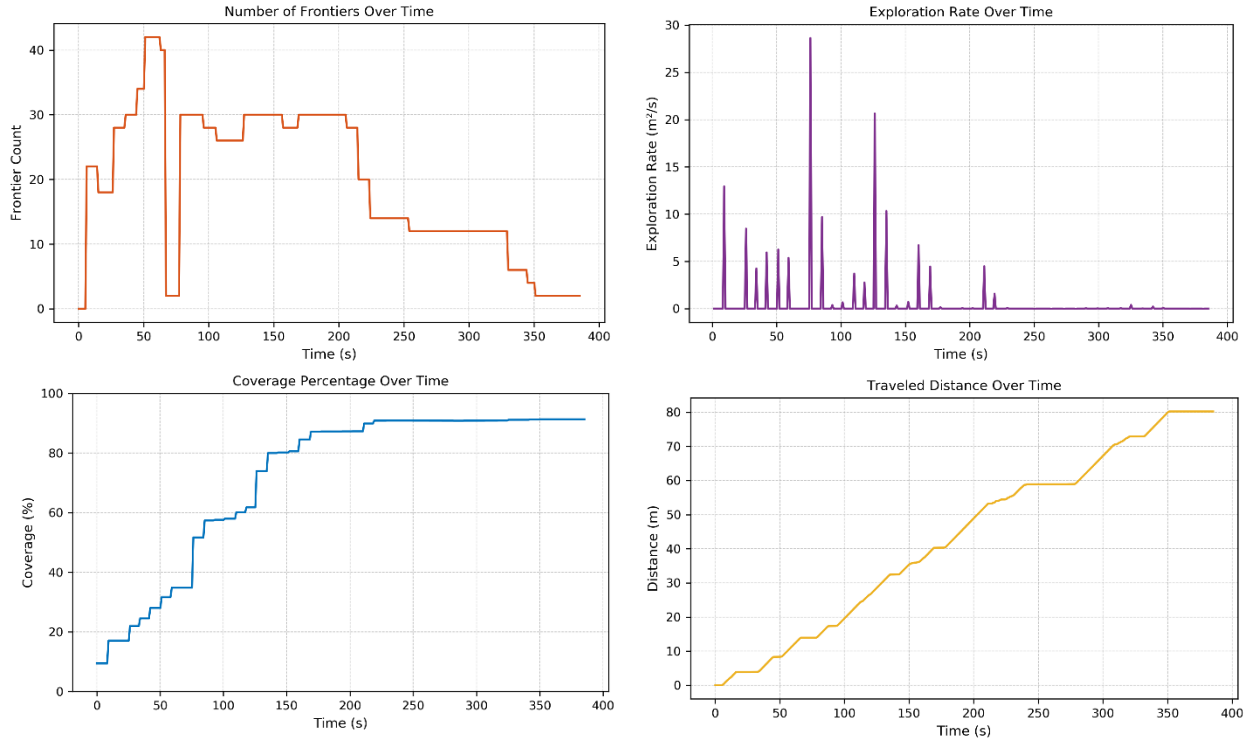 Number of Frontiers Over Time
Frontier Count
40
30
20
10
0
0 50 100 150 200 250 300 350 400
Time (s)
Exploration Rate Over Time
Exploration Rate (m²/s)
30
25
20
15
10
5
0
0 50 100 150 200 250 300 350 400
Time (s)
Coverage Percentage Over Time
Coverage (%)
100
80
60
40
20
0
0 50 100 150 200 250 300 350 400
Time (s)
Traveled Distance Over Time
Distance (m)
80
70
60
50
40
30
20
10
0
0 50 100 150 200 250 300 350 400
Time (s)